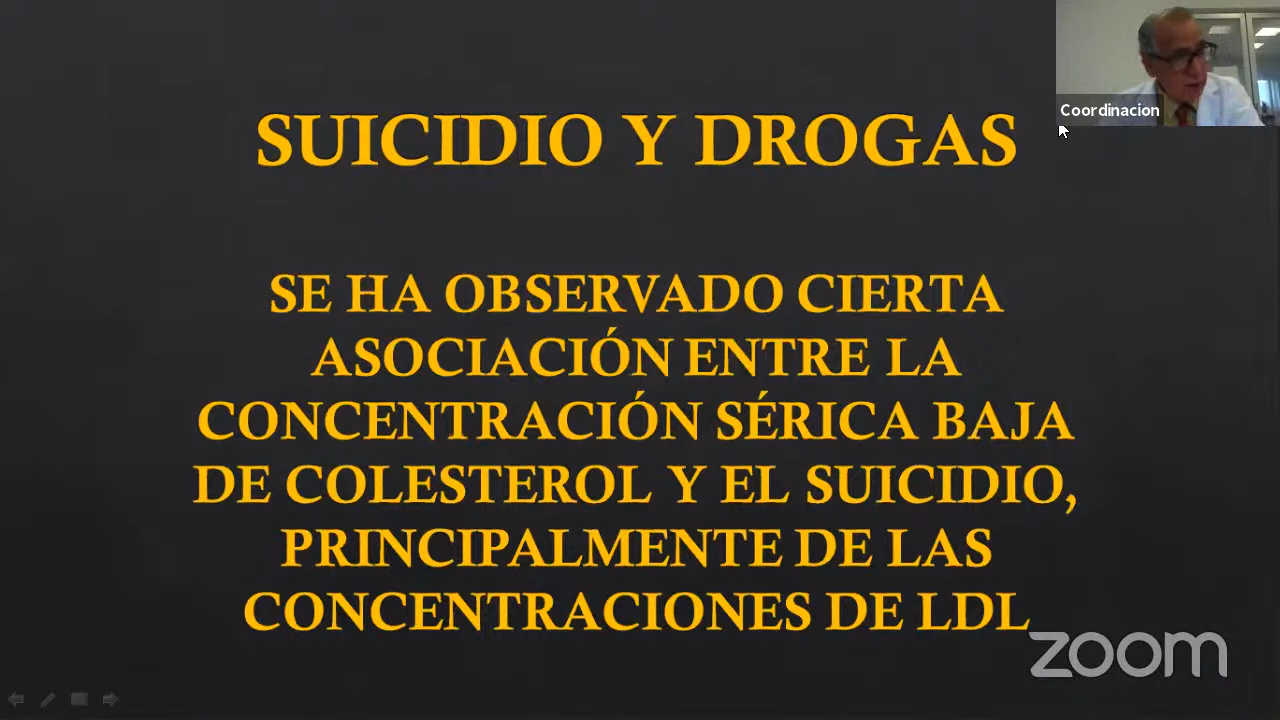 Coordinacion
SUICIDIO Y DROGAS
SE HA OBSERVADO CIERTA
ASOCIACIÓN ENTRE LA
CONCENTRACIÓN SÉRICA BAJA
DE COLESTEROL Y EL SUICIDIO,
PRINCIPALMENTE DE LAS
CONCENTRACIONES DE LDL
zoom